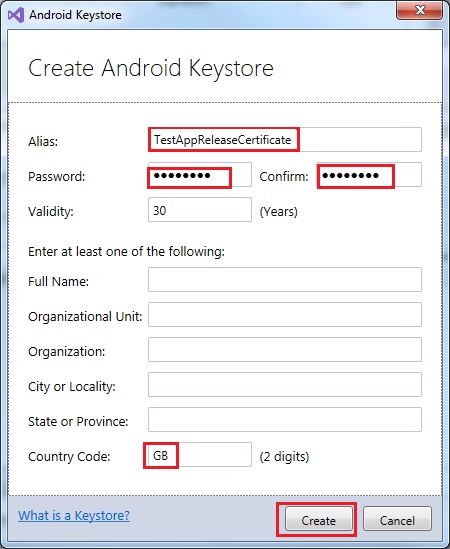 Android Keystore
Create Android Keystore
Alias: TestAppReleaseCertificate
Password: ●●●●●●●● Confirm: ●●●●●●●●
Validity: 30 (Years)
Enter at least one of the following:
Full Name:
Organizational Unit:
Organization:
City or Locality:
State or Province:
Country Code: GB (2 digits)
What is a Keystore? Create Cancel